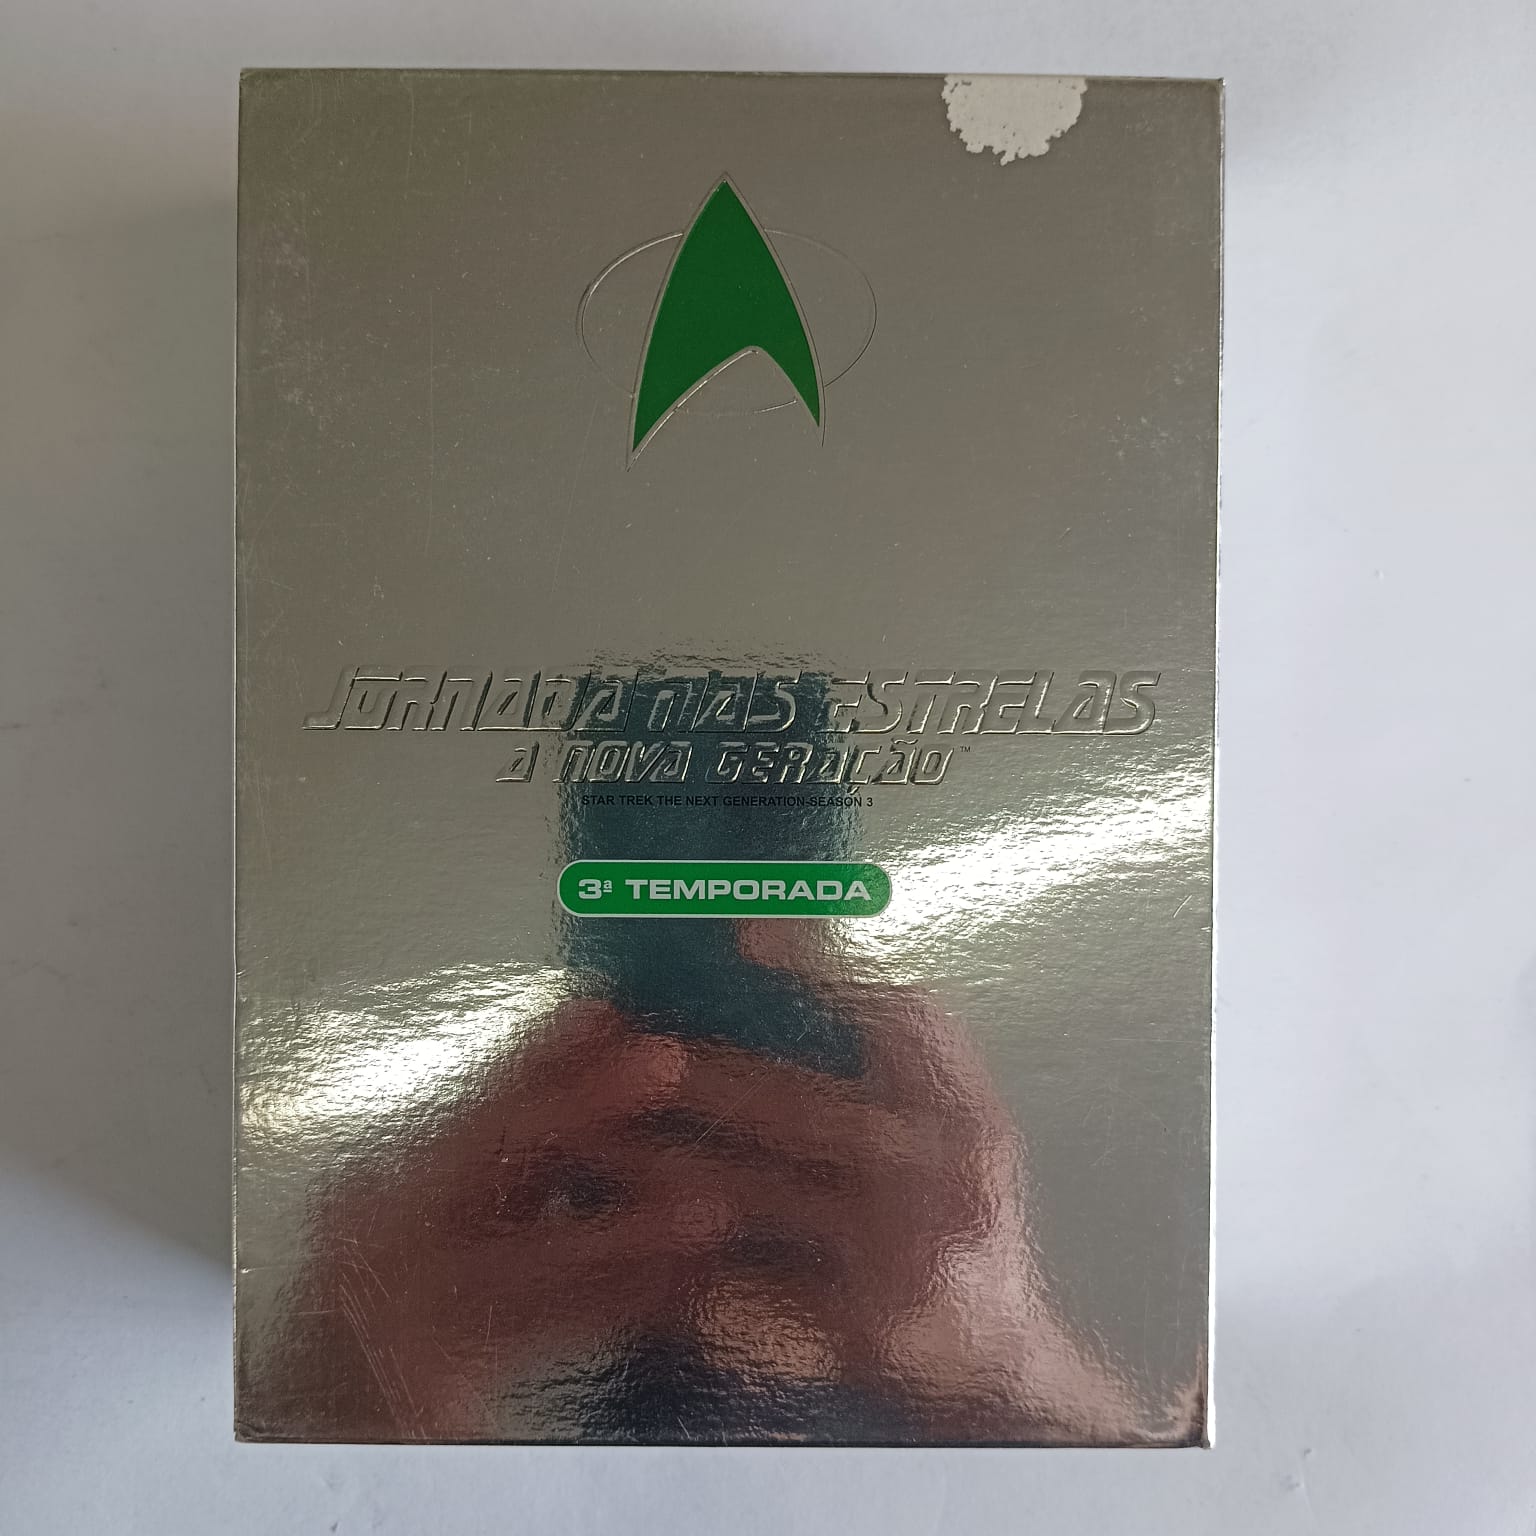 JORNADA NAS ESTRELAS
A NOVA GERAÇÃO™
STAR TREK THE NEXT GENERATION-SEASON 3
3ª TEMPORADA